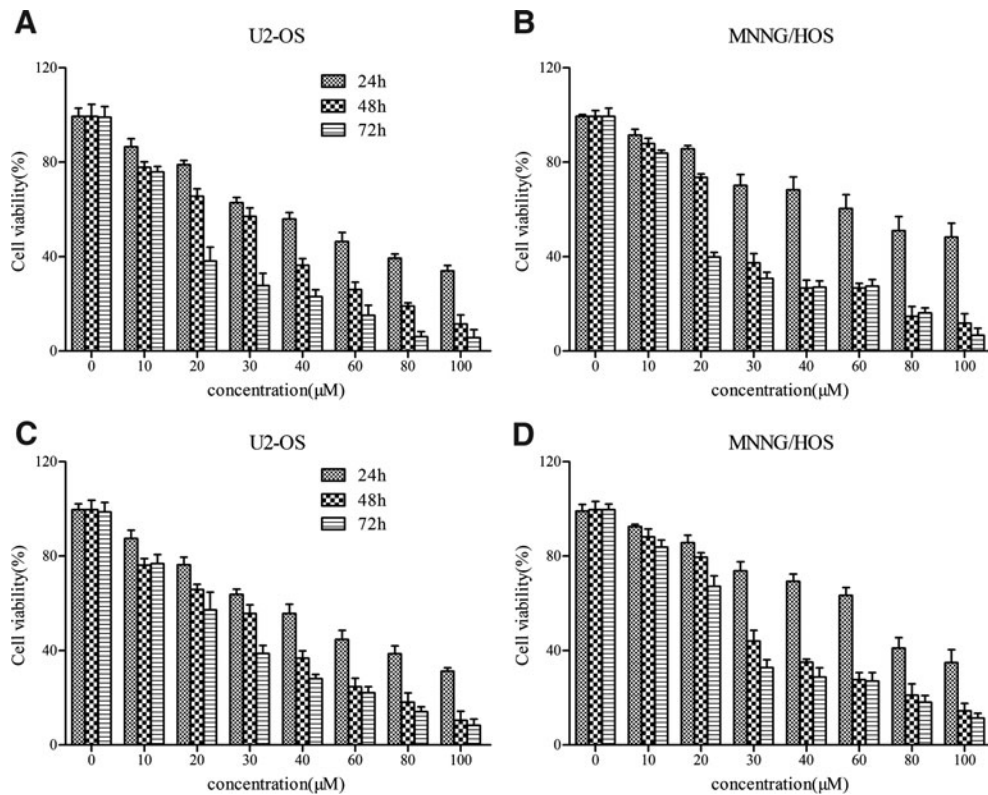 A
U2-OS
120
80
40
0
Cell viability(%)
24h
48h
72h
0 10 20 30 40 60 80 100
concentration(μM)
B
MNNG/HOS
120
80
40
0
Cell viability(%)
0 10 20 30 40 60 80 100
concentration(μM)
C
U2-OS
120
80
40
0
Cell viability(%)
24h
48h
72h
0 10 20 30 40 60 80 100
concentration(μM)
D
MNNG/HOS
120
80
40
0
Cell viability(%)
0 10 20 30 40 60 80 100
concentration(μM)